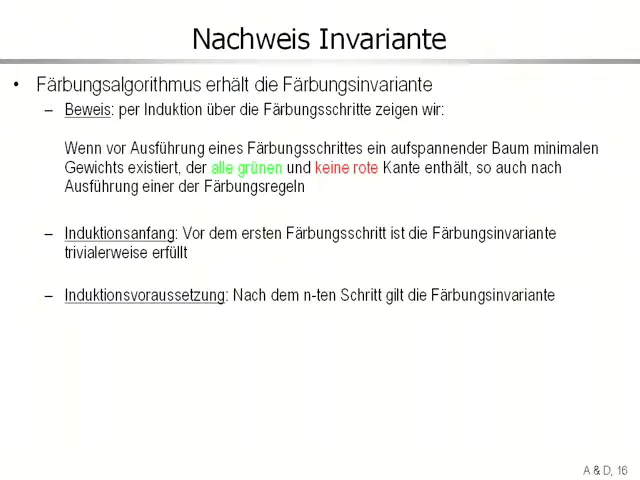 Nachweis Invariante
• Färbungsalgorithmus erhält die Färbungsinvariante
– Beweis: per Induktion über die Färbungsschritte zeigen wir:
Wenn vor Ausführung eines Färbungsschrittes ein aufspannender Baum minimalen
Gewichts existiert, der alle grünen und keine rote Kante enthält, so auch nach
Ausführung einer der Färbungsregeln
– Induktionsanfang: Vor dem ersten Färbungsschritt ist die Färbungsinvariante
trivialerweise erfüllt
– Induktionsvoraussetzung: Nach dem n-ten Schritt gilt die Färbungsinvariante
A & D, 16